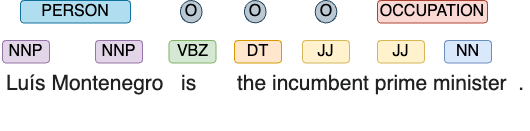 PERSON O O O OCCUPATION
NNP NNP VBZ DT JJ JJ NN
Luís Montenegro is the incumbent prime minister .